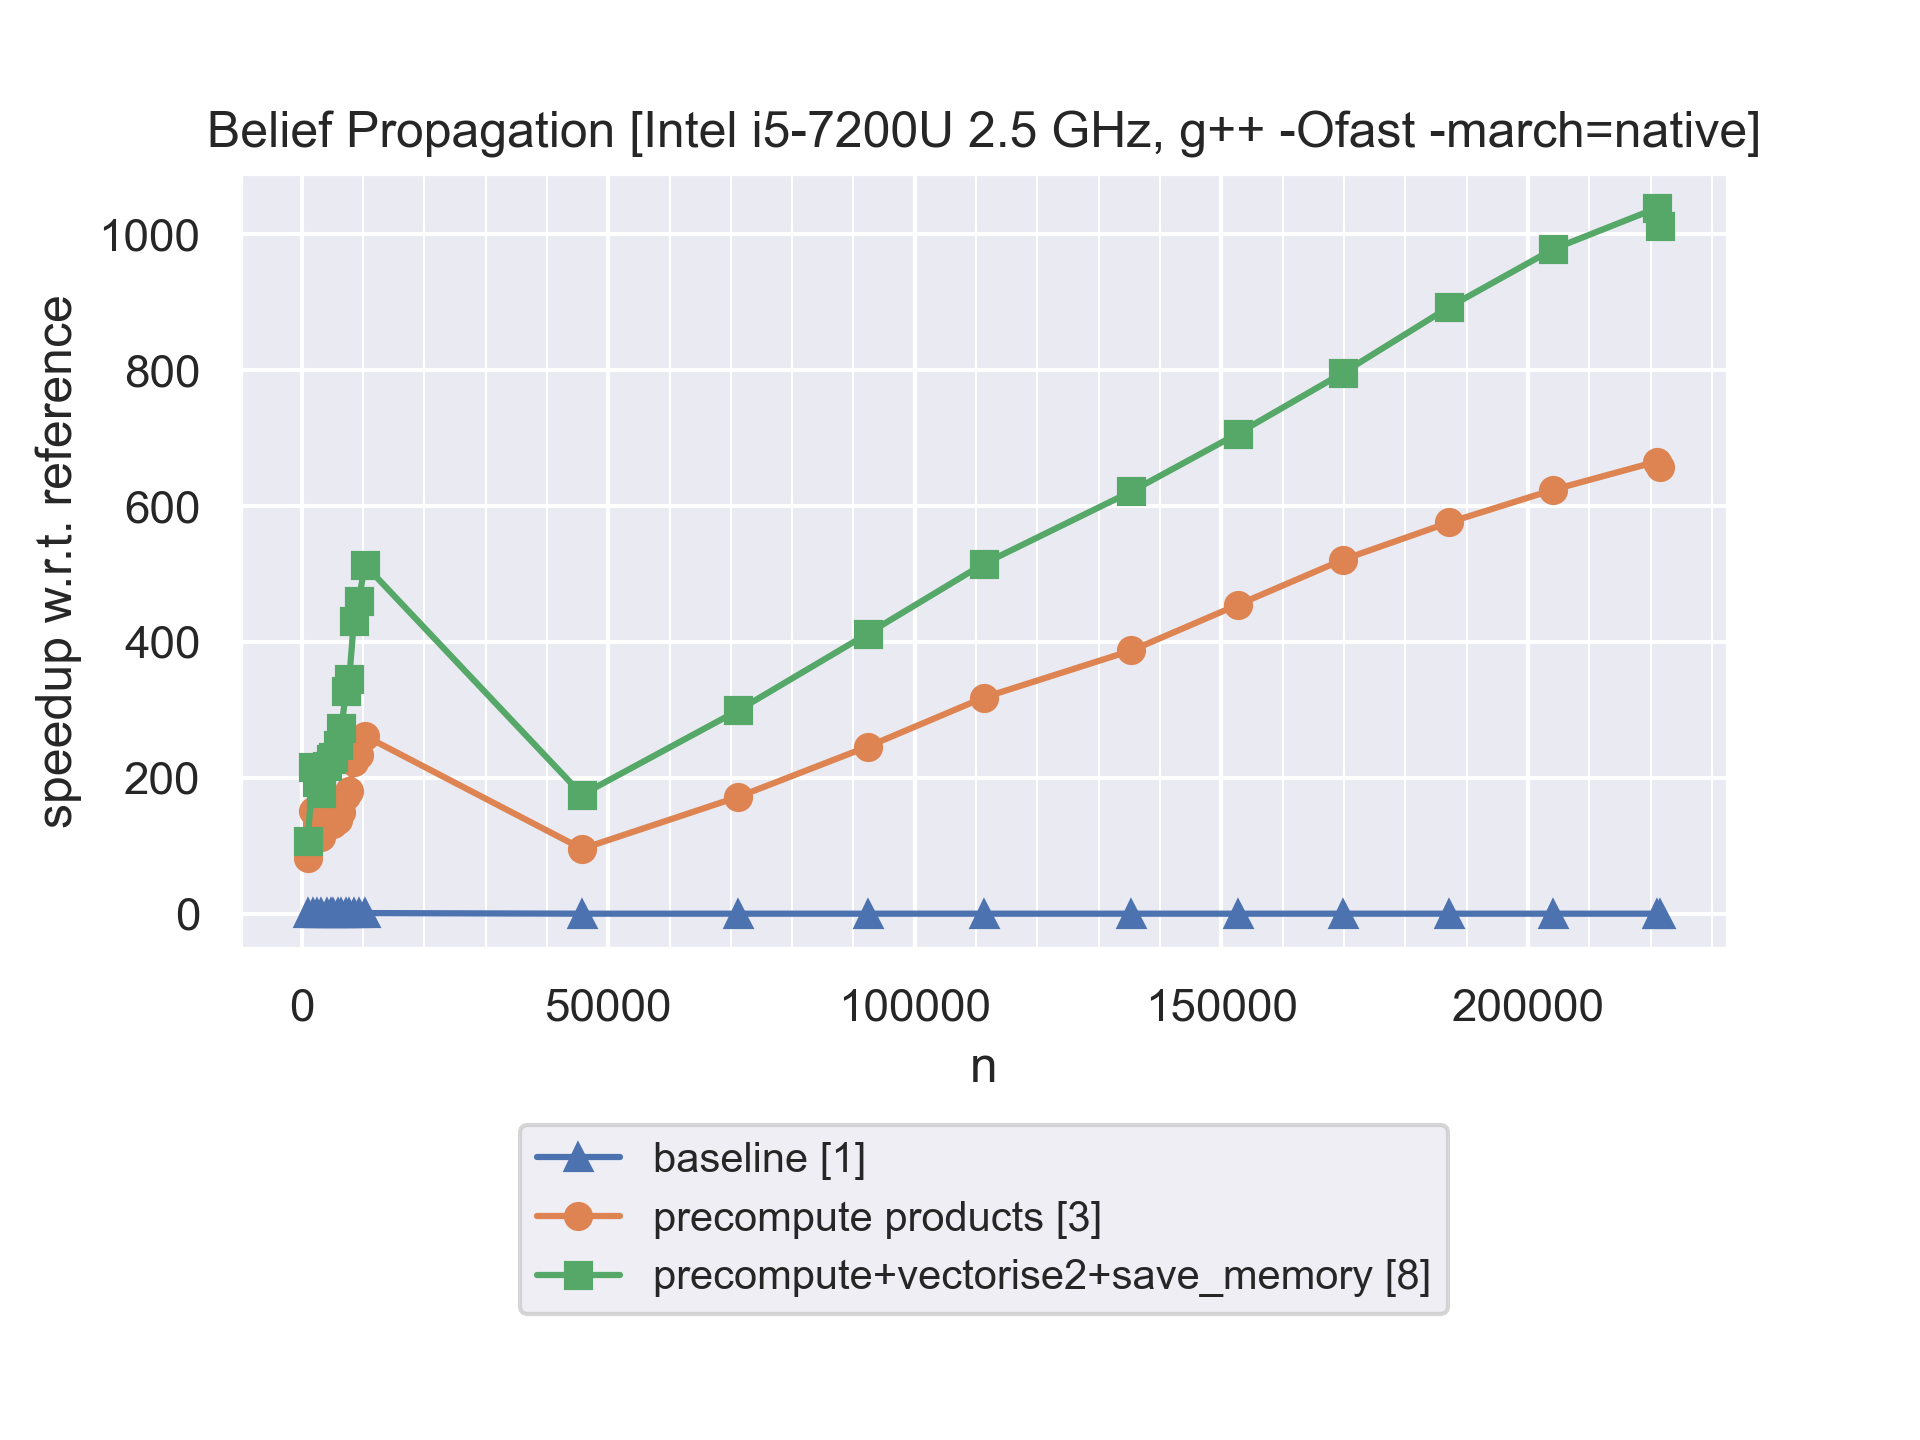 Belief Propagation [Intel i5-7200U 2.5 GHz, g++ -Ofast -march=native]
speedup w.r.t. reference
1000
800
600
400
200
0
0 50000 100000 150000 200000
n
baseline [1]
precompute products [3]
precompute+vectorise2+save_memory [8]